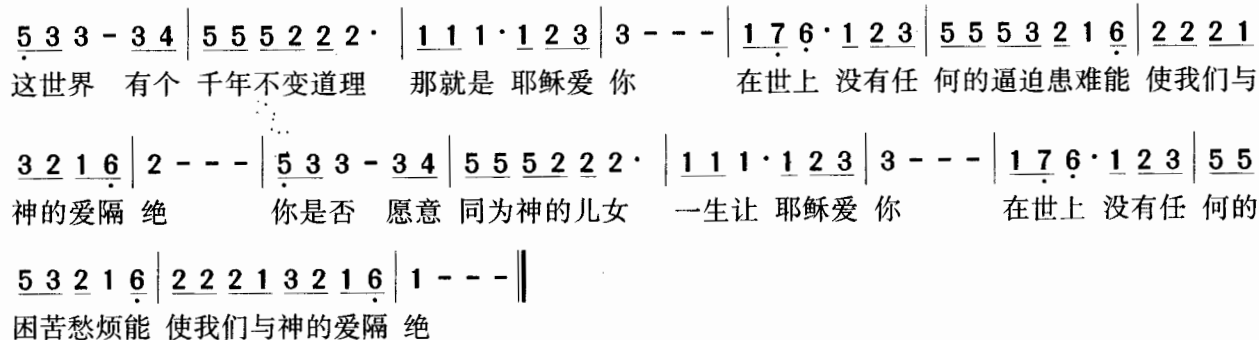 5 3 3 - 3 4 | 5 5 5 2 2 2 · | 1 1 1 · 1 2 3 | 3 - - - | 1 7 6 · 1 2 3 | 5 5 5 3 2 1 6 | 2 2 2 1
这世界 有个 千年不变道理 那就是 耶稣爱 你 在世上 没有任 何的逼迫患难能 使我们与
3 2 1 6 | 2 - - - | 5 3 3 - 3 4 | 5 5 5 2 2 2 · | 1 1 1 · 1 2 3 | 3 - - - | 1 7 6 · 1 2 3 | 5 5
神的爱隔 绝 你是否 愿意 同为神的儿女 一生让 耶稣爱 你 在世上 没有任 何的
5 3 2 1 6 | 2 2 2 1 3 2 1 6 | 1 - - - ‖
困苦愁烦能 使我们与神的爱隔 绝